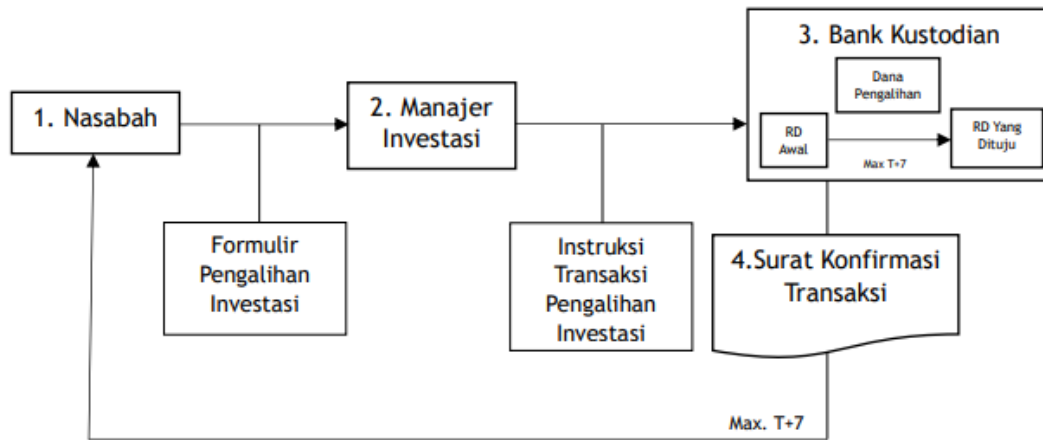 1. Nasabah
2. Manajer
Investasi
3. Bank Kustodian
Dana
Pengalihan
RD
Awal
RD Yang
Dituju
Max T+7
Formulir
Pengalihan
Investasi
Instruksi
Transaksi
Pengalihan
Investasi
4.Surat Konfirmasi
Transaksi
Max. T+7